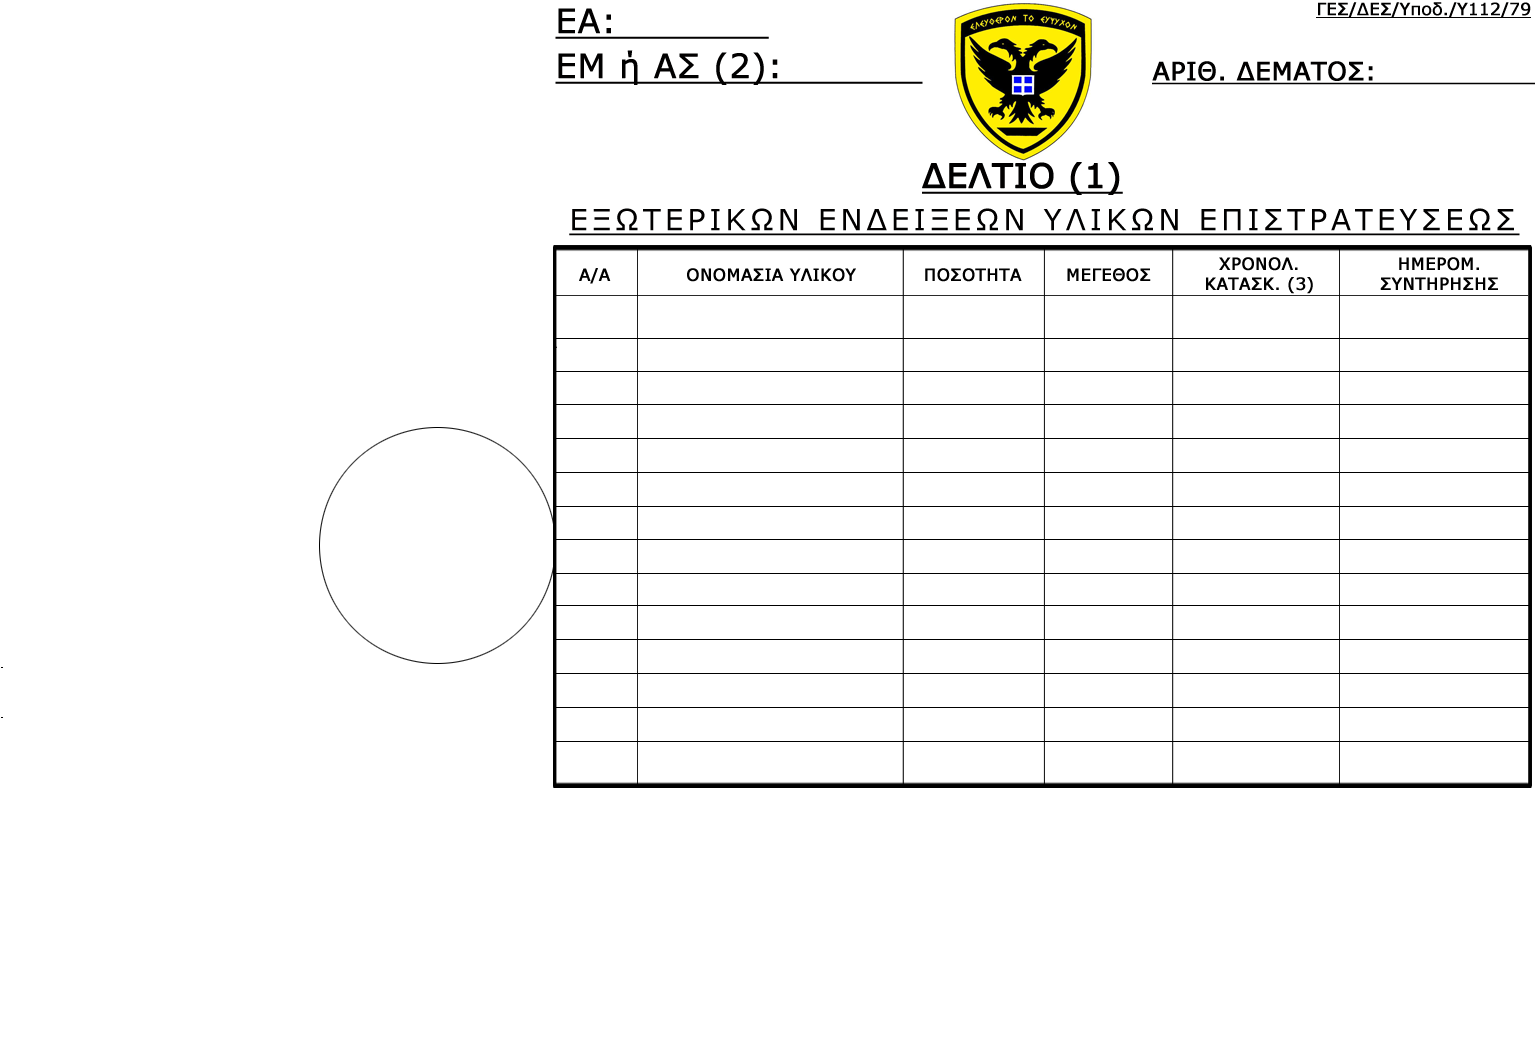 ΓΕΣ/ΔΕΣ/Υποδ./Υ112/79
ΕΑ:
ΕΜ ή ΑΣ (2):
ΑΡΙΘ. ΔΕΜΑΤΟΣ:
ΕΛΕΥΘΕΡΟΝ ΤΟ ΕΥΨΥΧΟΝ
ΔΕΛΤΙΟ (1)
ΕΞΩΤΕΡΙΚΩΝ ΕΝΔΕΙΞΕΩΝ ΥΛΙΚΩΝ ΕΠΙΣΤΡΑΤΕΥΣΕΩΣ
Α/Α ΟΝΟΜΑΣΙΑ ΥΛΙΚΟΥ ΠΟΣΟΤΗΤΑ ΜΕΓΕΘΟΣ ΧΡΟΝΟΛ. ΗΜΕΡΟΜ.
ΚΑΤΑΣΚ. (3) ΣΥΝΤΗΡΗΣΗΣ